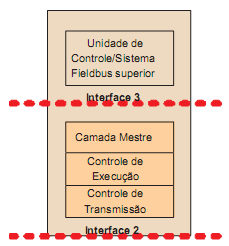 Unidade de
Controle/Sistema
Fieldbus superior
Interface 3
Camada Mestre
Controle de
Execução
Controle de
Transmissão
Interface 2